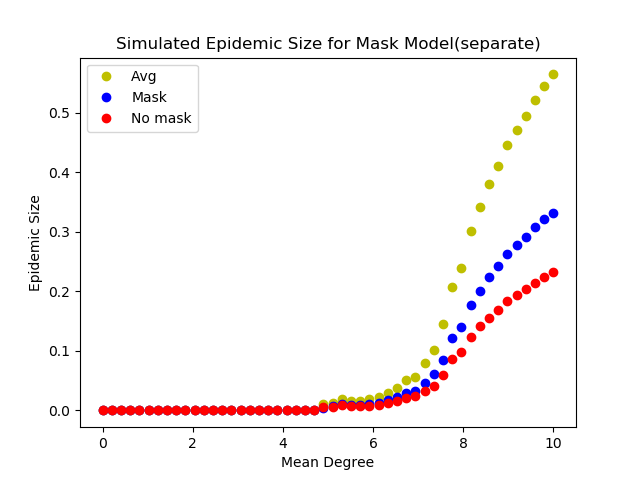 Simulated Epidemic Size for Mask Model(separate)
Avg
Mask
No mask
0.5
0.4
0.3
0.2
0.1
0.0
Epidemic Size
0 2 4 6 8 10
Mean Degree